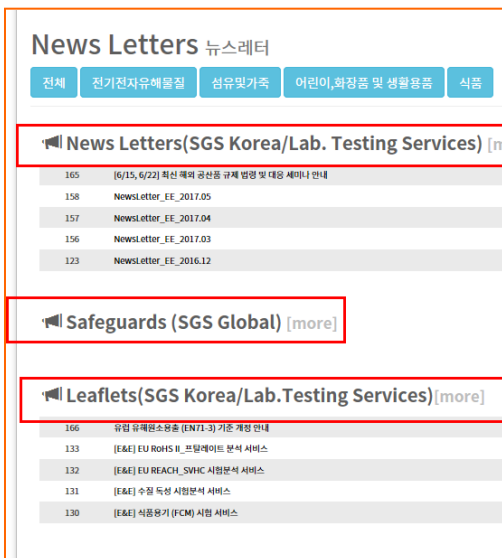 News Letters 뉴스레터
전체 전기전자유해물질 섬유및가죽 어린이,화장품 및 생활용품 식품
News Letters(SGS Korea/Lab. Testing Services) [m
165 [6/15, 6/22] 최신 해외 공산품 규제 법령 및 대응 세미나 안내
158 NewsLetter_EE_2017.05
157 NewsLetter_EE_2017.04
156 NewsLetter_EE_2017.03
123 NewsLetter_EE_2016.12
Safeguards (SGS Global) [more]
Leaflets(SGS Korea/Lab.Testing Services)[more]
166 유럽 유해원소용출 (EN71-3) 기준 개정 안내
133 [E&E] EU RoHS II_프탈레이트 분석 서비스
132 [E&E] EU REACH_SVHC 시험분석 서비스
131 [E&E] 수질 독성 시험분석 서비스
130 [E&E] 식품용기 (FCM) 시험 서비스